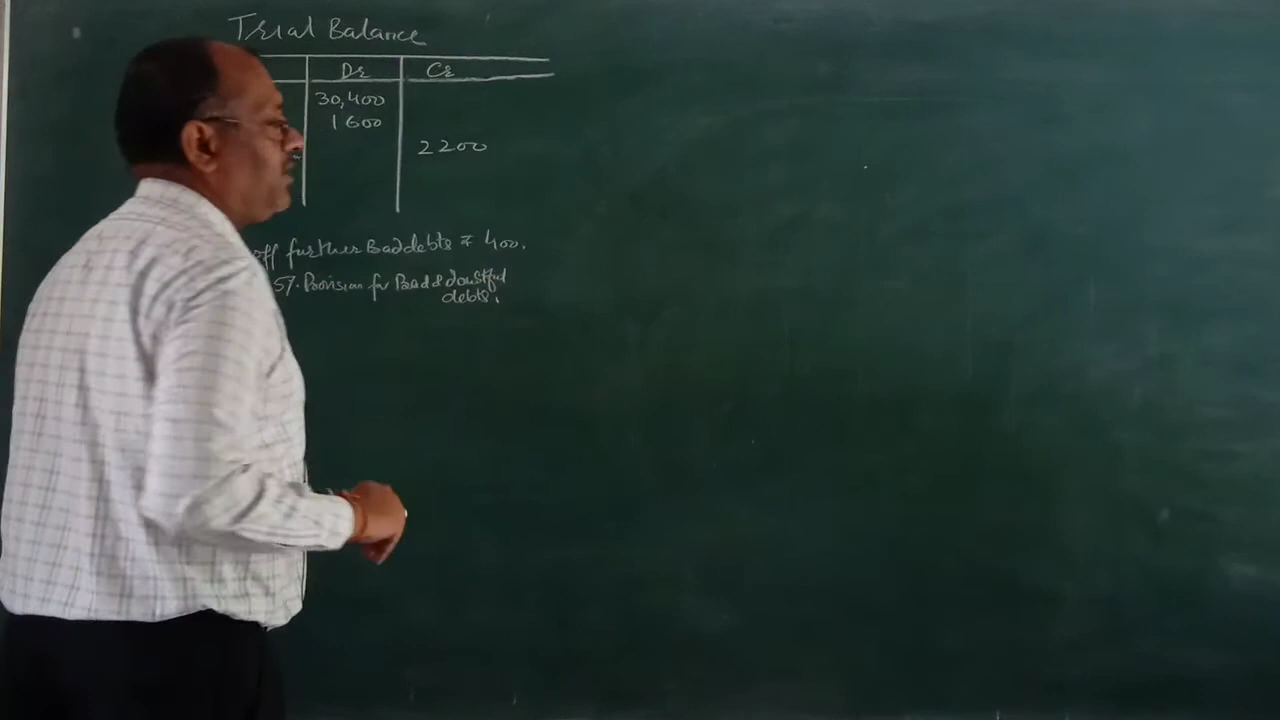 Trial Balance
Dr Cr
30,400
1600
2200
off further Bad debts ₹ 400.
5%. Provision for Bad & doubtful
debts.